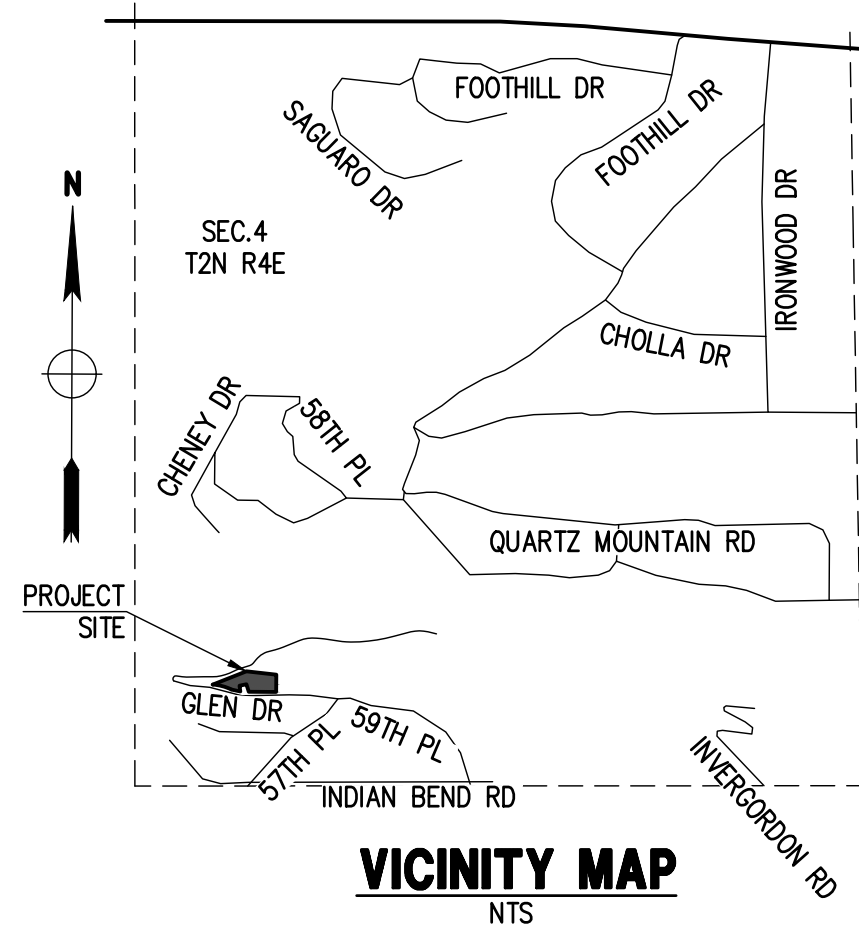 FOOTHILL DR
SAGUARO DR
FOOTHILL DR
N
IRONWOOD DR
SEC.4
T2N R4E
CHOLLA DR
CHENEY DR
58TH PL
QUARTZ MOUNTAIN RD
PROJECT
SITE
GLEN DR
59TH PL
57TH PL
INDIAN BEND RD
INVERGORDON RD
VICINITY MAP
NTS